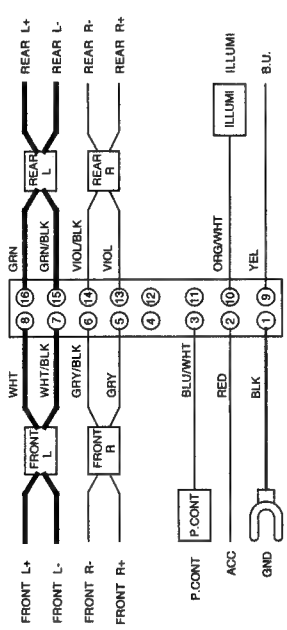 REAR L+
REAR L-
REAR R-
REAR R+
ILLUMI
B.U.
REAR L
REAR R
ILLUMI
GRN
GRN/BLK
VIOL/BLK
VIOL
ORG/WHT
YEL
16 15 14 13 12 11 10 9
8 7 6 5 4 3 2 1
WHT
WHT/BLK
GRY/BLK
GRY
BLU/WHT
RED
BLK
FRONT L
FRONT R
P.CONT
FRONT L+
FRONT L-
FRONT R-
FRONT R+
P.CONT
ACC
GND